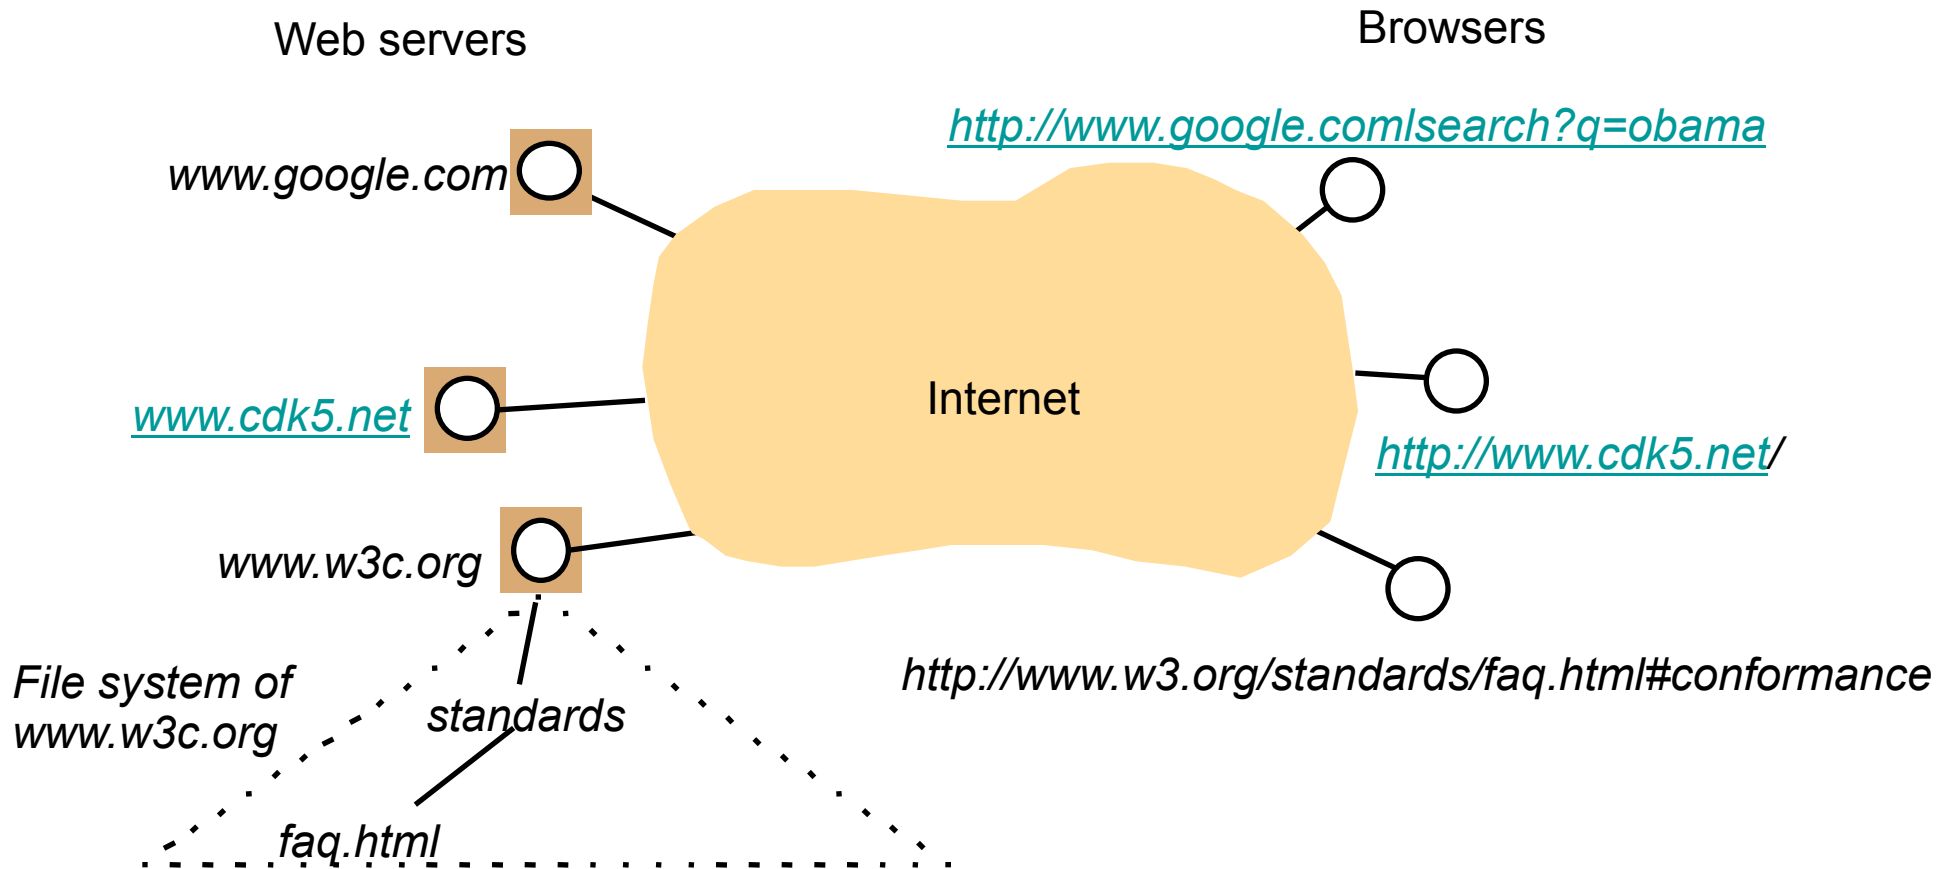 Web servers
Browsers
http://www.google.comlsearch?q=obama
www.google.com
Internet
www.cdk5.net
http://www.cdk5.net/
www.w3c.org
http://www.w3.org/standards/faq.html#conformance
File system of
www.w3c.org
standards
faq.html